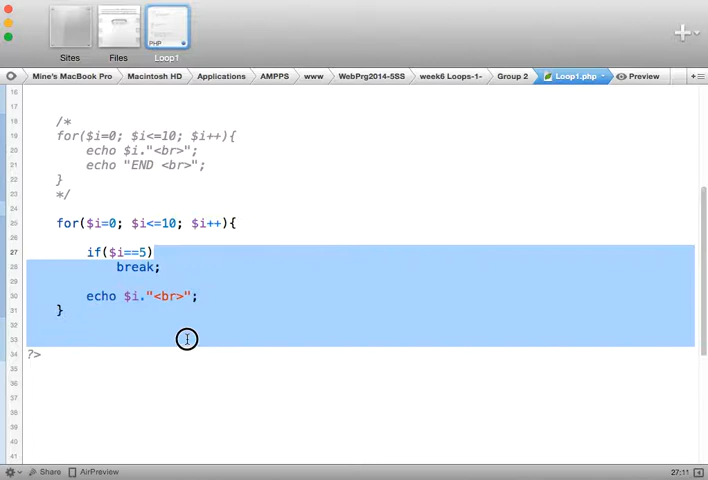 PHP
Sites Files Loop1
Mine's MacBook Pro Macintosh HD Applications AMPPS www WebPrg2014-5SS week6 Loops-1- Group 2 Loop1.php Preview
16
17
18 /*
19 for($i=0; $i<=10; $i++){
20 echo $i."<br>";
21 echo "END <br>";
22 }
23 */
24
25 for($i=0; $i<=10; $i++){
26
27 if($i==5)
28 break;
29
30 echo $i."<br>";
31 }
32
33
34 ?>
35
36
37
38
39
40
41
Share AirPreview 27:11